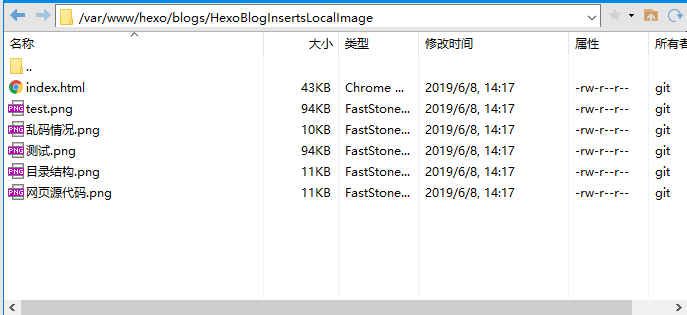 /var/www/hexo/blogs/HexoBlogInsertsLocalImage
名称 大小 类型 修改时间 属性 所有者
..
index.html 43KB Chrome ... 2019/6/8, 14:17 -rw-r--r-- git
test.png 94KB FastStone... 2019/6/8, 14:17 -rw-r--r-- git
乱码情况.png 10KB FastStone... 2019/6/8, 14:17 -rw-r--r-- git
测试.png 94KB FastStone... 2019/6/8, 14:17 -rw-r--r-- git
目录结构.png 11KB FastStone... 2019/6/8, 14:17 -rw-r--r-- git
网页源代码.png 11KB FastStone... 2019/6/8, 14:17 -rw-r--r-- git